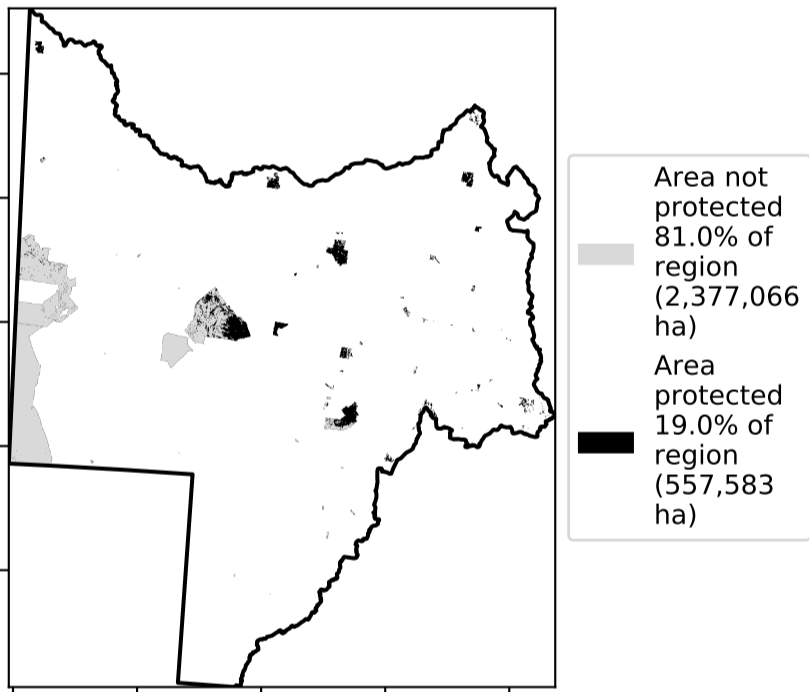 Area not
protected
81.0% of
region
(2,377,066
ha)
Area
protected
19.0% of
region
(557,583
ha)